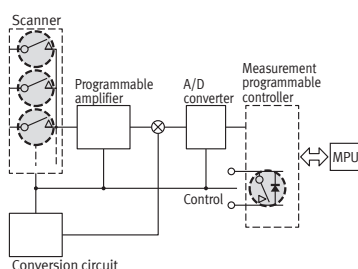 Scanner
Programmable
amplifier
A/D
converter
Measurement
programmable
controller
MPU
Control
Conversion circuit